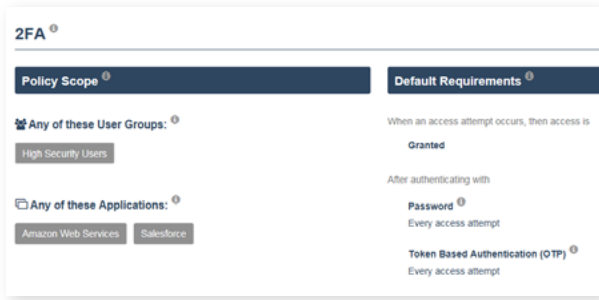 2FA
Policy Scope
Any of these User Groups:
High Security Users
Any of these Applications:
Amazon Web Services
Salesforce
Default Requirements
When an access attempt occurs, then access is
Granted
After authenticating with
Password
Every access attempt
Token Based Authentication (OTP)
Every access attempt